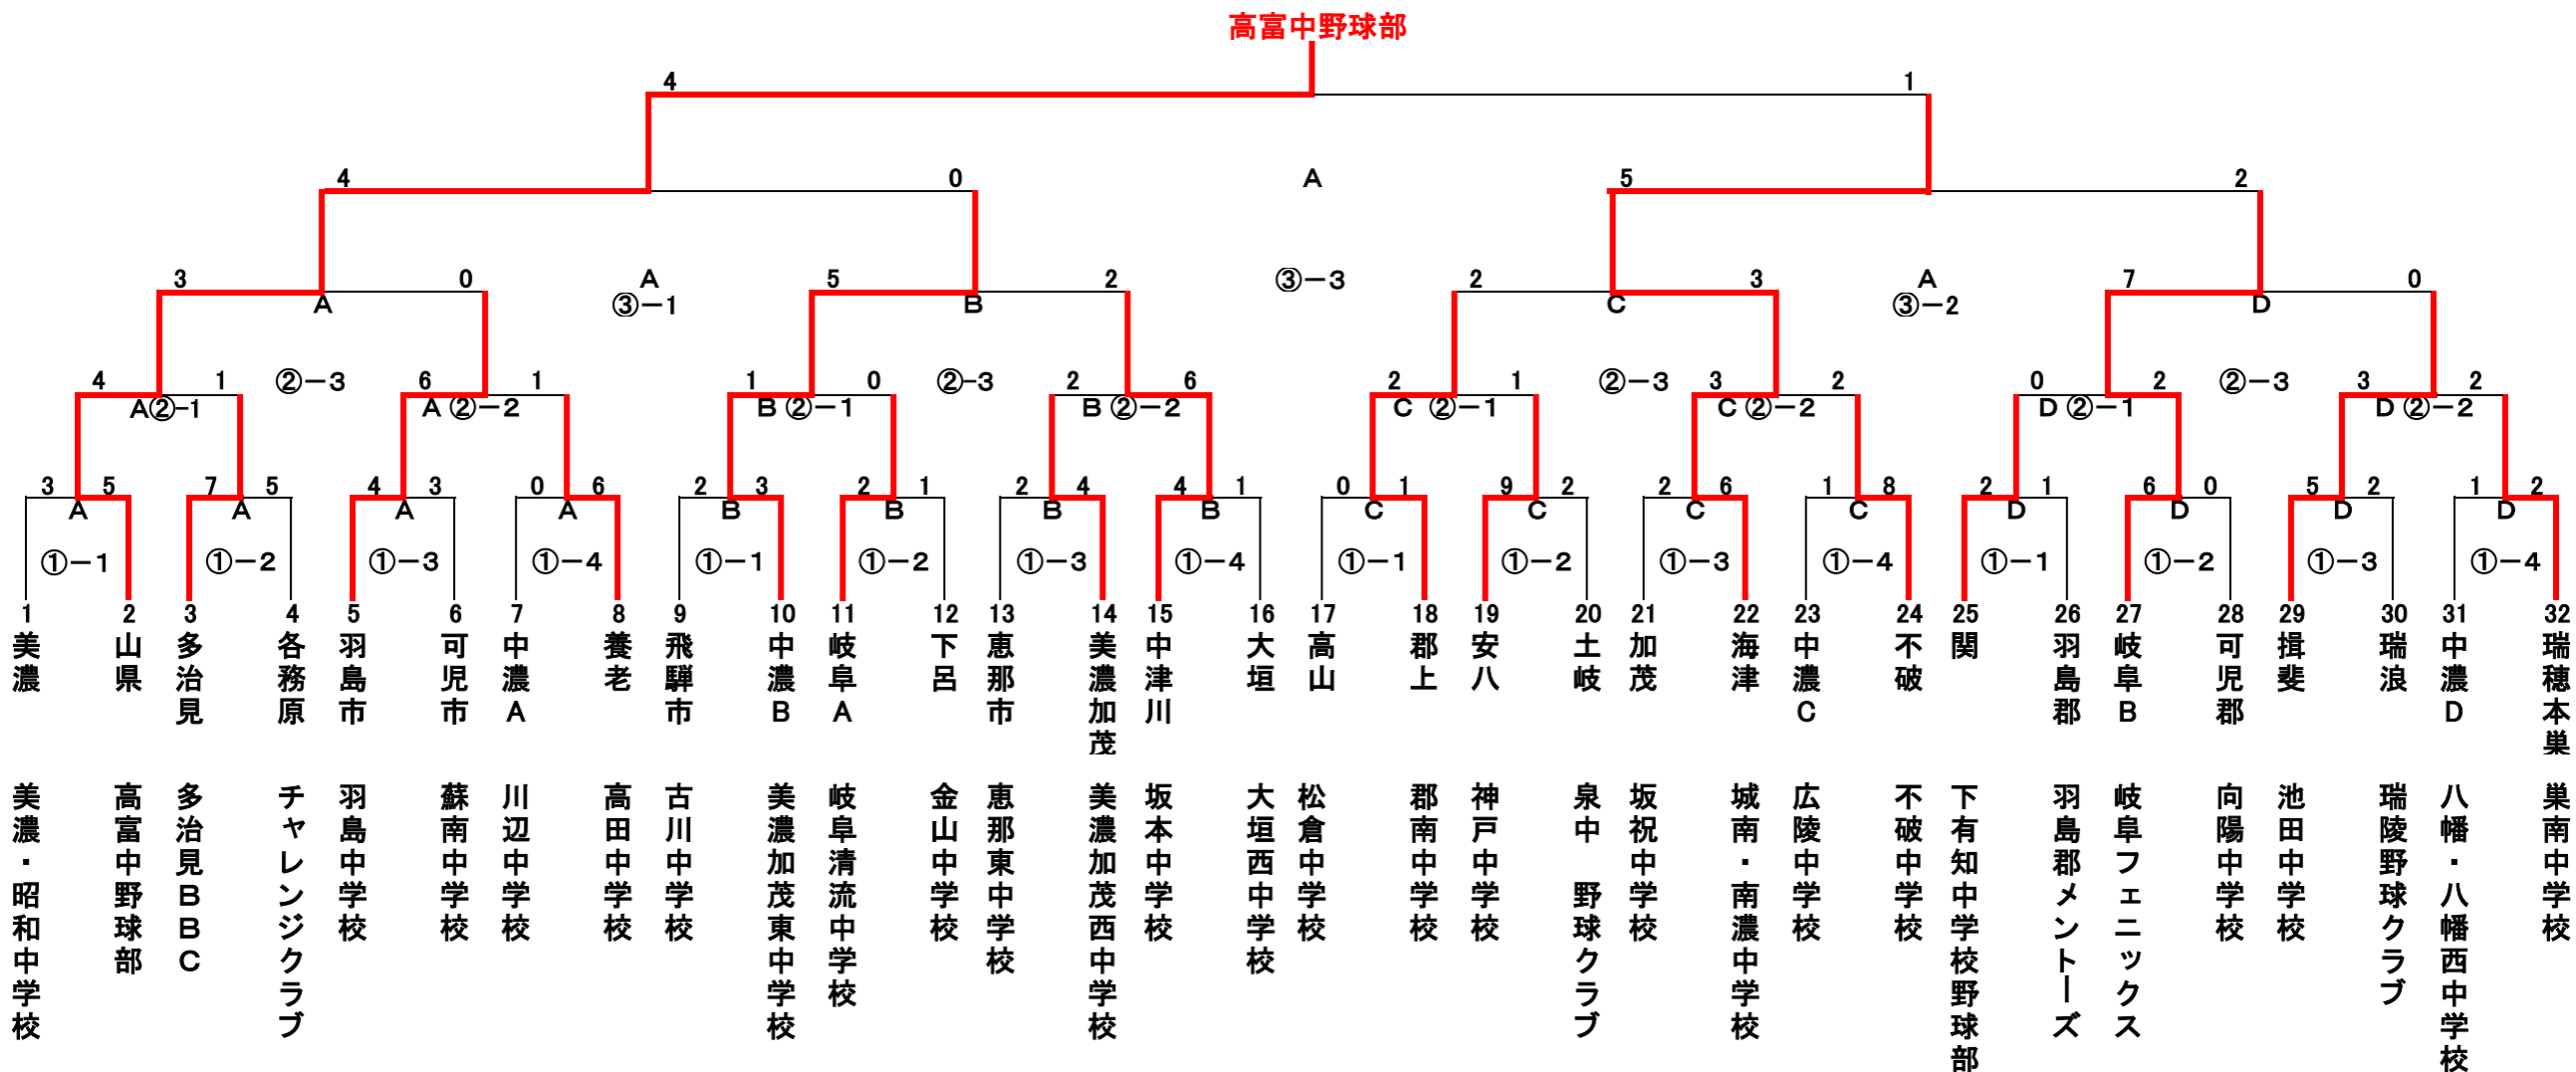 高富中野球部
4 1
4 0 A 5 2
3 0 A 5 2 ③－3 2 3 A 7 0
A ③－1 B C ③－2 D
4 1 ②－3 6 1 1 0 ②-3 2 6 2 1 ②－3 3 2 0 2 ②－3 3 2
A②-1 A②－2 B②－1 B②－2 C②－1 C②－2 D②－1 D②－2
3 5 7 5 4 3 0 6 2 3 2 1 2 4 4 1 0 1 9 2 2 6 1 8 2 1 6 0 5 2 1 2
A A A A B B B B C C C C D D D D
①－1 ①－2 ①－3 ①－4 ①－1 ①－2 ①－3 ①－4 ①－1 ①－2 ①－3 ①－4 ①－1 ①－2 ①－3 ①－4
1 2 3 4 5 6 7 8 9 10 11 12 13 14 15 16 17 18 19 20 21 22 23 24 25 26 27 28 29 30 31 32
美濃
山県
多治見
各務原
羽島市
可児市
中濃A
養老
飛騨市
中濃B
岐阜A
下呂
恵那市
美濃加茂
中津川
大垣
高山
郡上
安八
土岐
加茂
海津
中濃C
不破
関
羽島郡
岐阜B
可児郡
揖斐
瑞浪
中濃D
瑞穂本巣
美濃・昭和中学校
高富中野球部
多治見BBC
チャレンジクラブ
羽島中学校
蘇南中学校
川辺中学校
高田中学校
古川中学校
美濃加茂東中学校
岐阜清流中学校
金山中学校
恵那東中学校
美濃加茂西中学校
坂本中学校
大垣西中学校
松倉中学校
郡南中学校
神戸中学校
泉中　野球クラブ
坂祝中学校
城南・南濃中学校
広陵中学校
不破中学校
下有知中学校野球部
羽島郡メントーズ
岐阜フェニックス
向陽中学校
池田中学校
瑞陵野球クラブ
八幡・八幡西中学校
巣南中学校